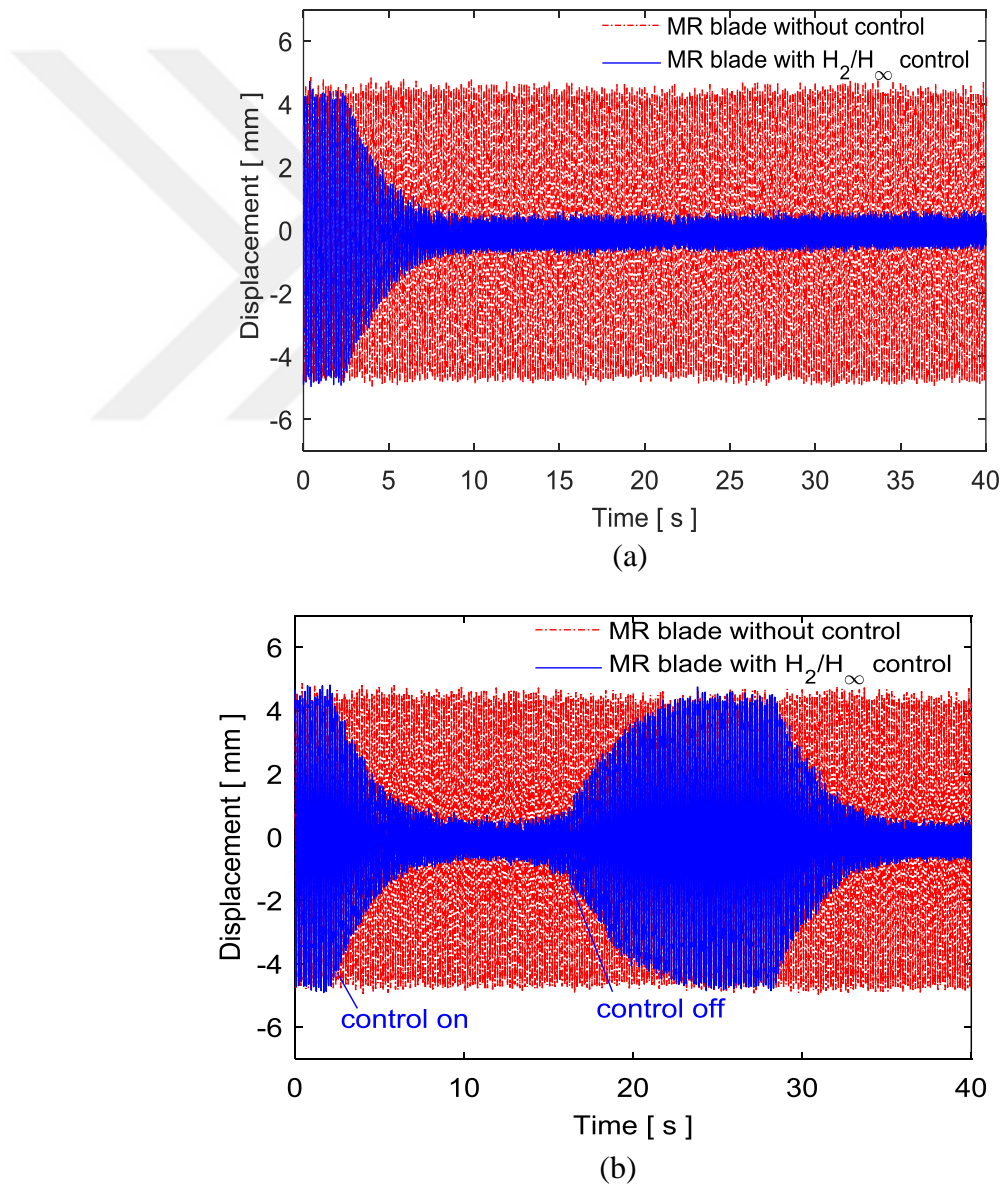 MR blade without control
MR blade with H₂/H∞ control
6
4
2
0
-2
-4
-6
Displacement [ mm ]
0 5 10 15 20 25 30 35 40
Time [ s ]
(a)
MR blade without control
MR blade with H₂/H∞ control
6
4
2
0
-2
-4
-6
Displacement [ mm ]
control on
control off
0 10 20 30 40
Time [ s ]
(b)